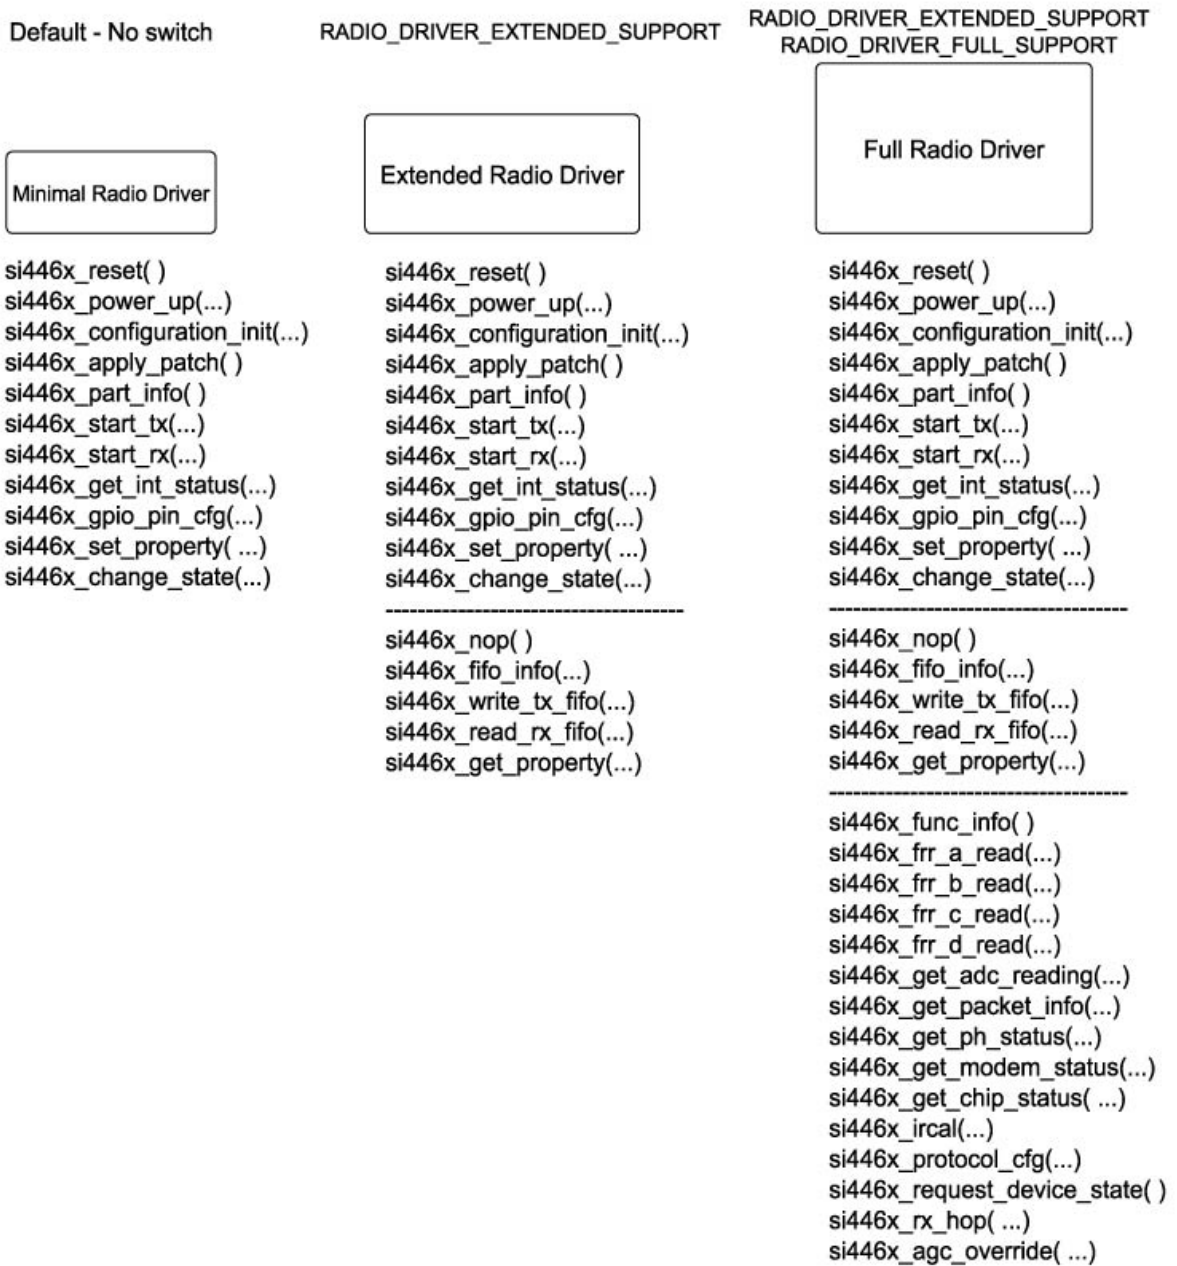 Default - No switch
Minimal Radio Driver
si446x_reset( )
si446x_power_up(...)
si446x_configuration_init(...)
si446x_apply_patch( )
si446x_part_info( )
si446x_start_tx(...)
si446x_start_rx(...)
si446x_get_int_status(...)
si446x_gpio_pin_cfg(...)
si446x_set_property( ...)
si446x_change_state(...)
RADIO_DRIVER_EXTENDED_SUPPORT
Extended Radio Driver
si446x_reset( )
si446x_power_up(...)
si446x_configuration_init(...)
si446x_apply_patch( )
si446x_part_info( )
si446x_start_tx(...)
si446x_start_rx(...)
si446x_get_int_status(...)
si446x_gpio_pin_cfg(...)
si446x_set_property( ...)
si446x_change_state(...)
-------------------------------------
si446x_nop( )
si446x_fifo_info(...)
si446x_write_tx_fifo(...)
si446x_read_rx_fifo(...)
si446x_get_property(...)
RADIO_DRIVER_EXTENDED_SUPPORT
RADIO_DRIVER_FULL_SUPPORT
Full Radio Driver
si446x_reset( )
si446x_power_up(...)
si446x_configuration_init(...)
si446x_apply_patch( )
si446x_part_info( )
si446x_start_tx(...)
si446x_start_rx(...)
si446x_get_int_status(...)
si446x_gpio_pin_cfg(...)
si446x_set_property( ...)
si446x_change_state(...)
-------------------------------------
si446x_nop( )
si446x_fifo_info(...)
si446x_write_tx_fifo(...)
si446x_read_rx_fifo(...)
si446x_get_property(...)
-------------------------------------
si446x_func_info( )
si446x_frr_a_read(...)
si446x_frr_b_read(...)
si446x_frr_c_read(...)
si446x_frr_d_read(...)
si446x_get_adc_reading(...)
si446x_get_packet_info(...)
si446x_get_ph_status(...)
si446x_get_modem_status(...)
si446x_get_chip_status( ...)
si446x_ircal(...)
si446x_protocol_cfg(...)
si446x_request_device_state( )
si446x_rx_hop( ...)
si446x_agc_override( ...)